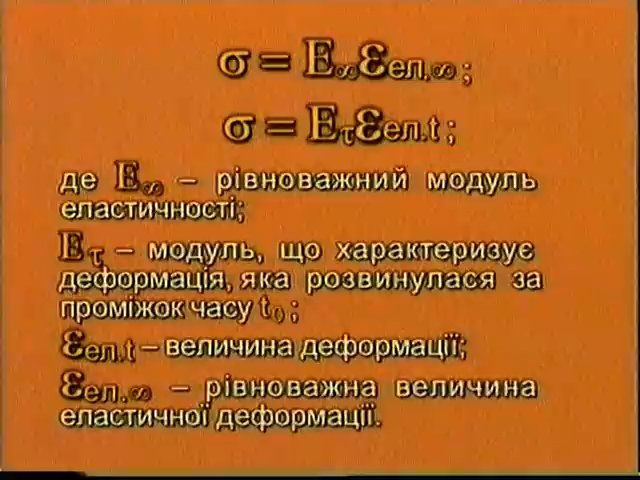 σ = E∞εел,∞ ;
σ = Eτεел.t ;
де E∞ – рівноважний модуль
еластичності;
Eτ – модуль, що характеризує
деформація, яка розвинулася за
проміжок часу t₀ ;
εел.t – величина деформації;
εел.∞ – рівноважна величина
еластичної деформації.